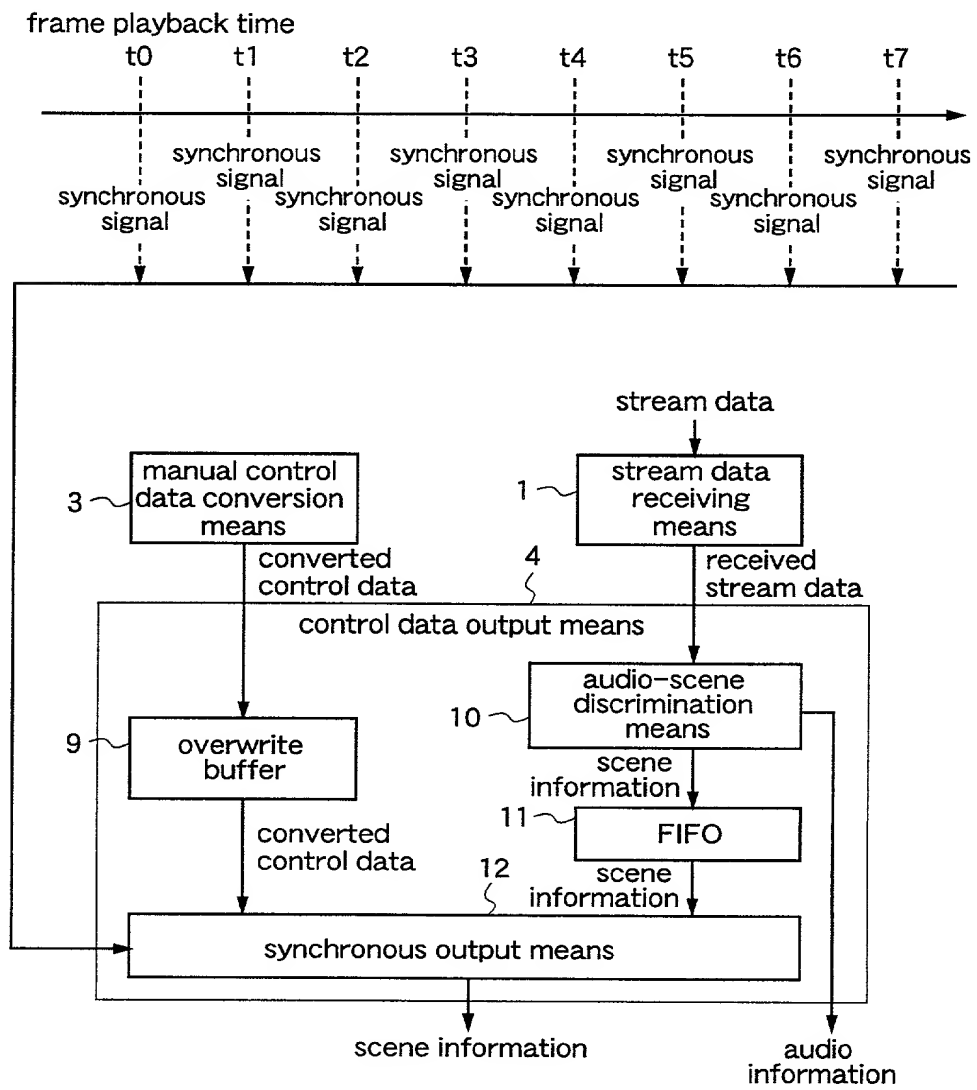 frame playback time
t0 t1 t2 t3 t4 t5 t6 t7
synchronous signal
synchronous signal
synchronous signal
synchronous signal
synchronous signal
synchronous signal
synchronous signal
synchronous signal
stream data
manual control
data conversion
means
3
stream data
receiving
means
1
converted
control data
4
received
stream data
control data output means
audio-scene
discrimination
means
10
overwrite
buffer
9
scene
information
11
FIFO
converted
control data
scene
information
12
synchronous output means
scene information
audio
information